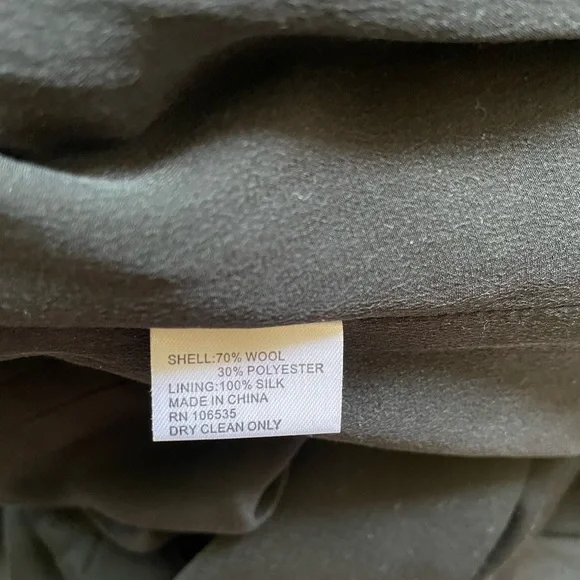 SHELL:70% WOOL
30% POLYESTER
LINING:100% SILK
MADE IN CHINA
RN 106535
DRY CLEAN ONLY